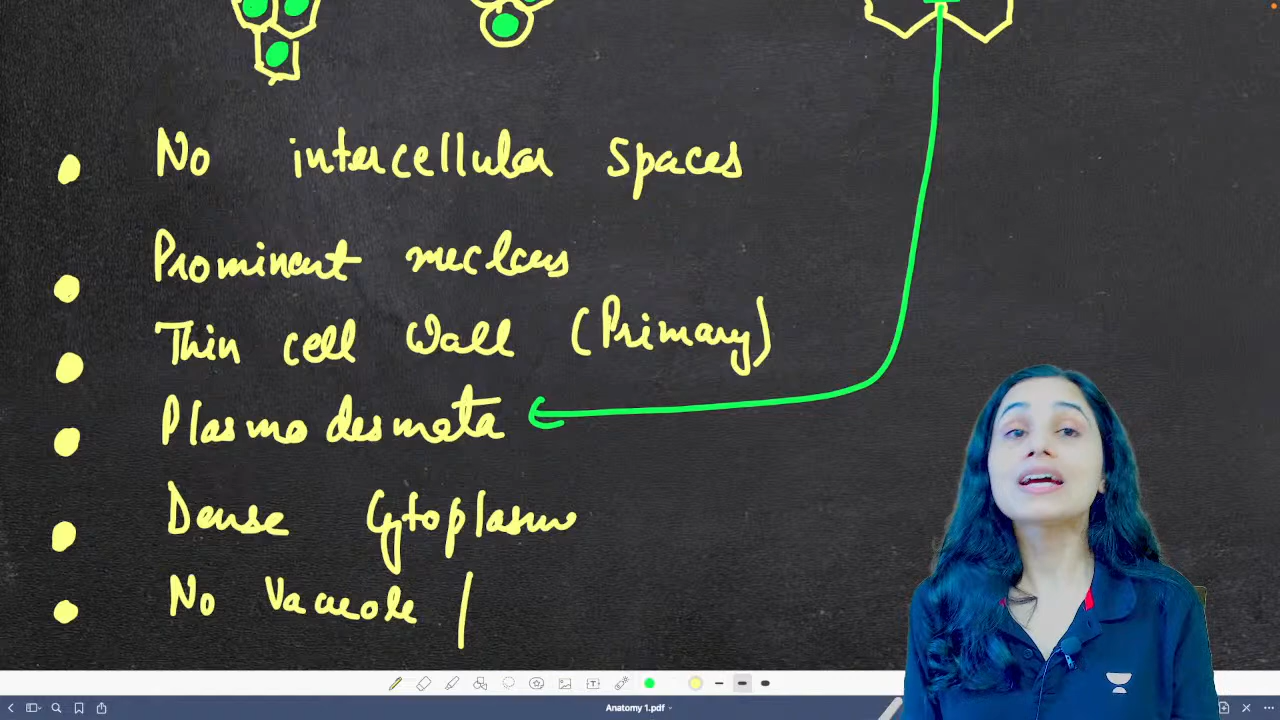 No intercellular spaces
Prominent nucleus
Thin cell Wall (Primary)
Plasmodesmata
Dense Cytoplasm
No Vacuole /
Anatomy 1.pdf